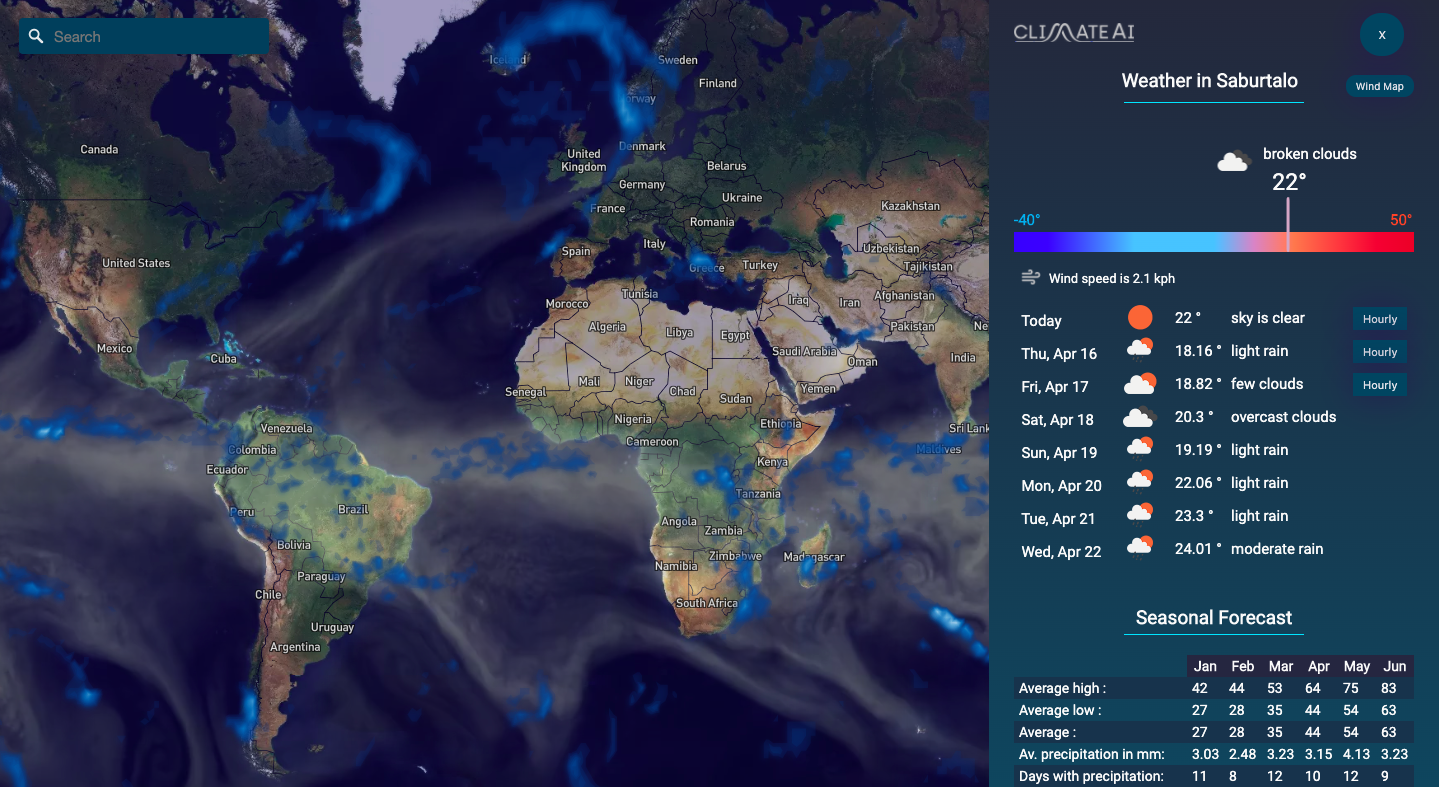 Search
Iceland
Sweden
Finland
Norway
Canada
United
Kingdom
Denmark
Belarus
Germany
Ukraine
France
Kazakhstan
Romania
Italy
Spain
Uzbekistan
United States
Greece
Turkey
Tajikistan
Tunisia
Morocco
Iraq
Iran
Afghanistan
Algeria
Libya
Egypt
Pakistan
Ne
Mexico
Cuba
Saudi Arabia
Oman
India
Mali
Niger
Chad
Yemen
Senegal
Sudan
Nigeria
Ethiopia
Venezuela
Cameroon
Sri Lank
Colombia
Maldives
Ecuador
Kenya
Tanzania
Peru
Brazil
Angola
Zambia
Bolivia
Zimbabwe
Madagascar
Namibia
Paraguay
Chile
South Africa
Uruguay
Argentina
CLIMATE AI
X
Weather in Saburtalo
Wind Map
broken clouds
22°
-40°
50°
Wind speed is 2.1 kph
Today 22 ° sky is clear Hourly
Thu, Apr 16 18.16 ° light rain Hourly
Fri, Apr 17 18.82 ° few clouds Hourly
Sat, Apr 18 20.3 ° overcast clouds
Sun, Apr 19 19.19 ° light rain
Mon, Apr 20 22.06 ° light rain
Tue, Apr 21 23.3 ° light rain
Wed, Apr 22 24.01 ° moderate rain
Seasonal Forecast
Jan Feb Mar Apr May Jun
Average high : 42 44 53 64 75 83
Average low : 27 28 35 44 54 63
Average : 27 28 35 44 54 63
Av. precipitation in mm: 3.03 2.48 3.23 3.15 4.13 3.23
Days with precipitation: 11 8 12 10 12 9